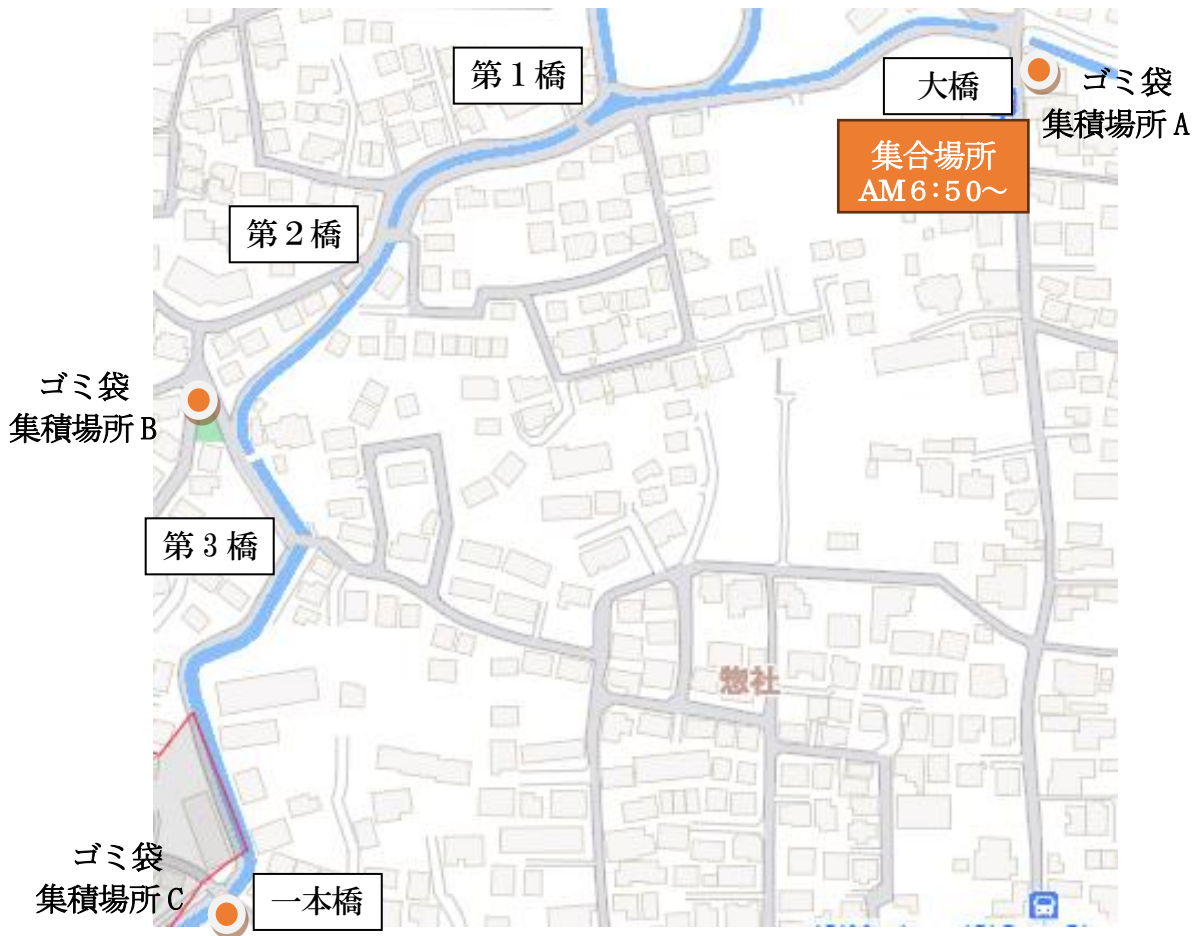 第1橋
大橋
ゴミ袋
集積場所A
集合場所
AM6:50～
第2橋
ゴミ袋
集積場所B
第3橋
惣社
ゴミ袋
集積場所C
一本橋